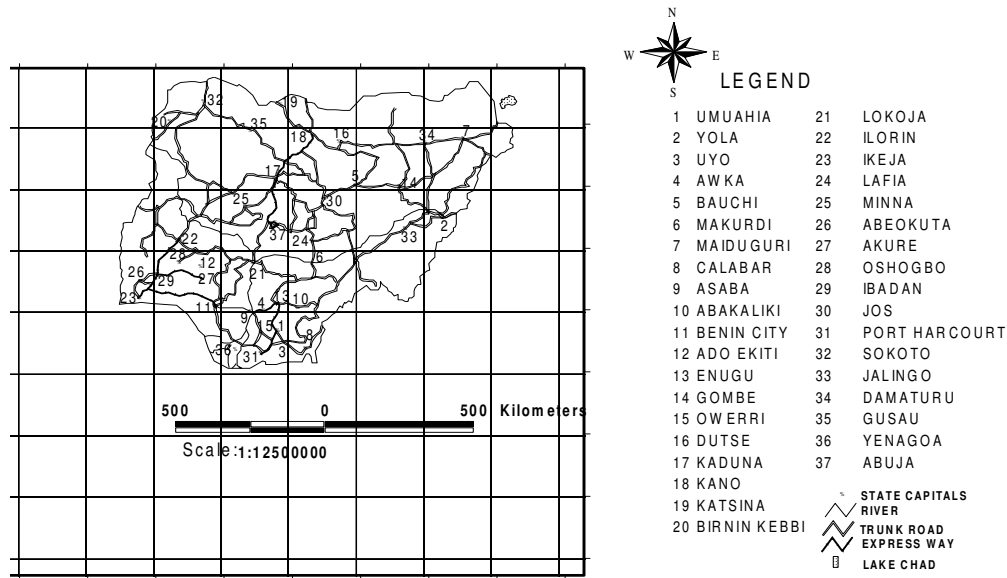 N
W E
S
LEGEND
1 UMUAHIA 21 LOKOJA
2 YOLA 22 ILORIN
3 UYO 23 IKEJA
4 AWKA 24 LAFIA
5 BAUCHI 25 MINNA
6 MAKURDI 26 ABEOKUTA
7 MAIDUGURI 27 AKURE
8 CALABAR 28 OSHOGBO
9 ASABA 29 IBADAN
10 ABAKALIKI 30 JOS
11 BENIN CITY 31 PORT HARCOURT
12 ADO EKITI 32 SOKOTO
13 ENUGU 33 JALINGO
14 GOMBE 34 DAMATURU
15 OWERRI 35 GUSAU
16 DUTSE 36 YENAGOA
17 KADUNA 37 ABUJA
18 KANO
19 KATSINA
20 BIRNIN KEBBI
STATE CAPITALS
RIVER
TRUNK ROAD
EXPRESS WAY
LAKE CHAD
32 9
20 35 18 16 34 7
17 5 14
25 30
37 24 33 2
22
28 12 6
26 29 27 21
23
11 4 3 10
9 15 1 8
36 31 3
500 0 500 Kilometers
Scale:1:12500000